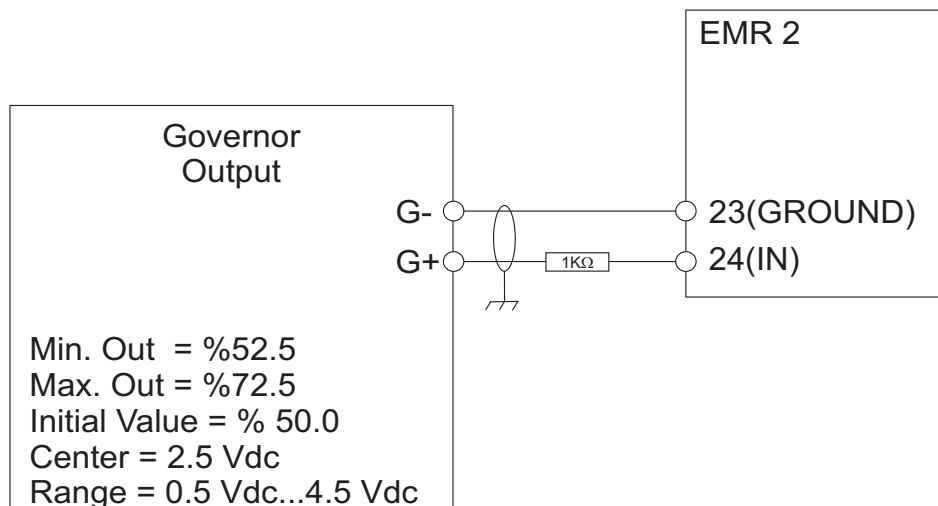 EMR 2
Governor
Output
G-
23(GROUND)
G+
1KΩ
24(IN)
Min. Out = %52.5
Max. Out = %72.5
Initial Value = % 50.0
Center = 2.5 Vdc
Range = 0.5 Vdc...4.5 Vdc